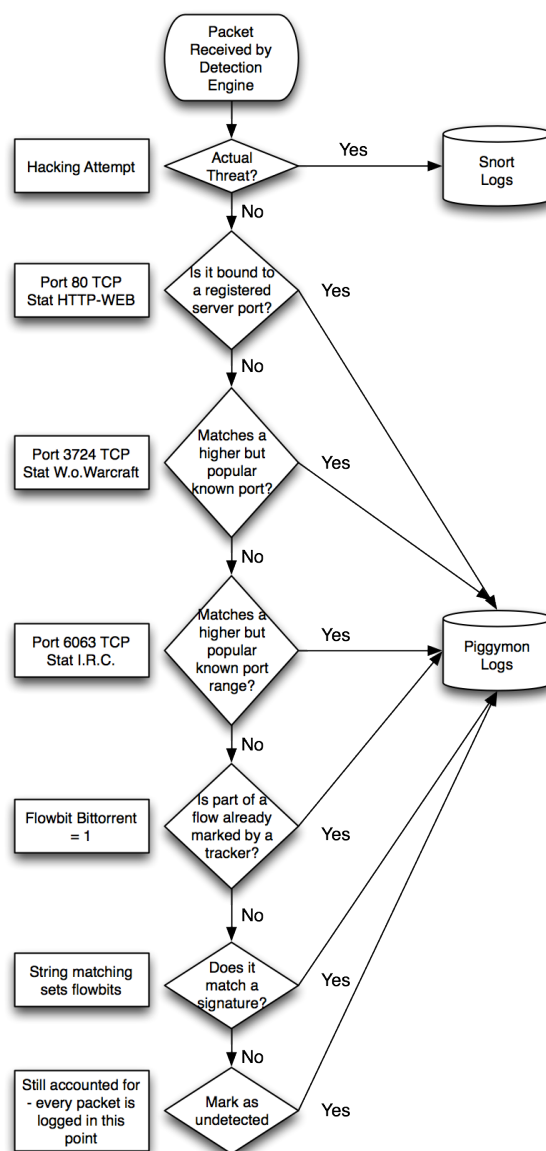 Packet
Received by
Detection
Engine
Hacking Attempt
Actual
Threat?
Yes
Snort
Logs
No
Port 80 TCP
Stat HTTP-WEB
Is it bound to
a registered
server port?
Yes
No
Port 3724 TCP
Stat W.o.Warcraft
Matches a
higher but
popular
known port?
Yes
No
Port 6063 TCP
Stat I.R.C.
Matches a
higher but
popular
known port
range?
Yes
Piggymon
Logs
No
Flowbit Bittorrent
= 1
Is part of a
flow already
marked by a
tracker?
Yes
No
String matching
sets flowbits
Does it
match a
signature?
Yes
No
Still accounted for
- every packet is
logged in this
point
Mark as
undetected
Yes